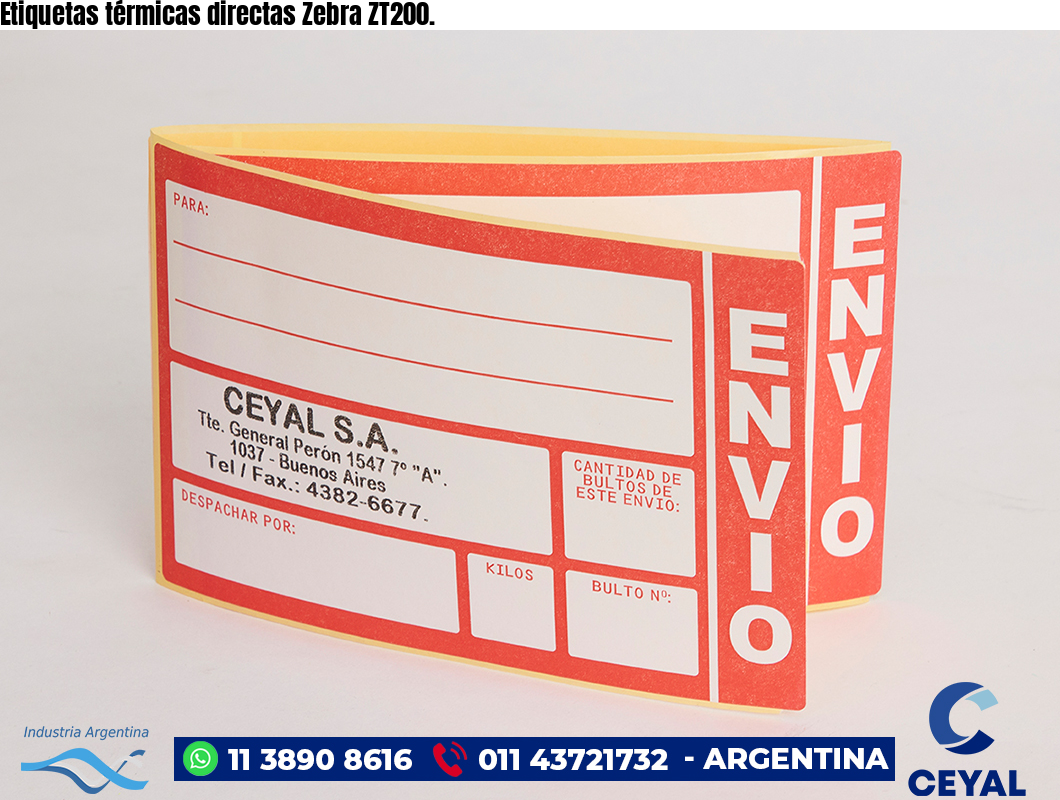 Etiquetas térmicas directas Zebra ZT200.
PARA:
CEYAL S.A.
Tte. General Perón 1547 7º "A".
1037 - Buenos Aires
Tel / Fax.: 4382-6677.
DESPACHAR POR:
KILOS
CANTIDAD DE
BULTOS DE
ESTE ENVIO:
BULTO Nº:
ENVIO
ENVIO
Industria Argentina
11 3890 8616 011 43721732 - ARGENTINA
CEYAL